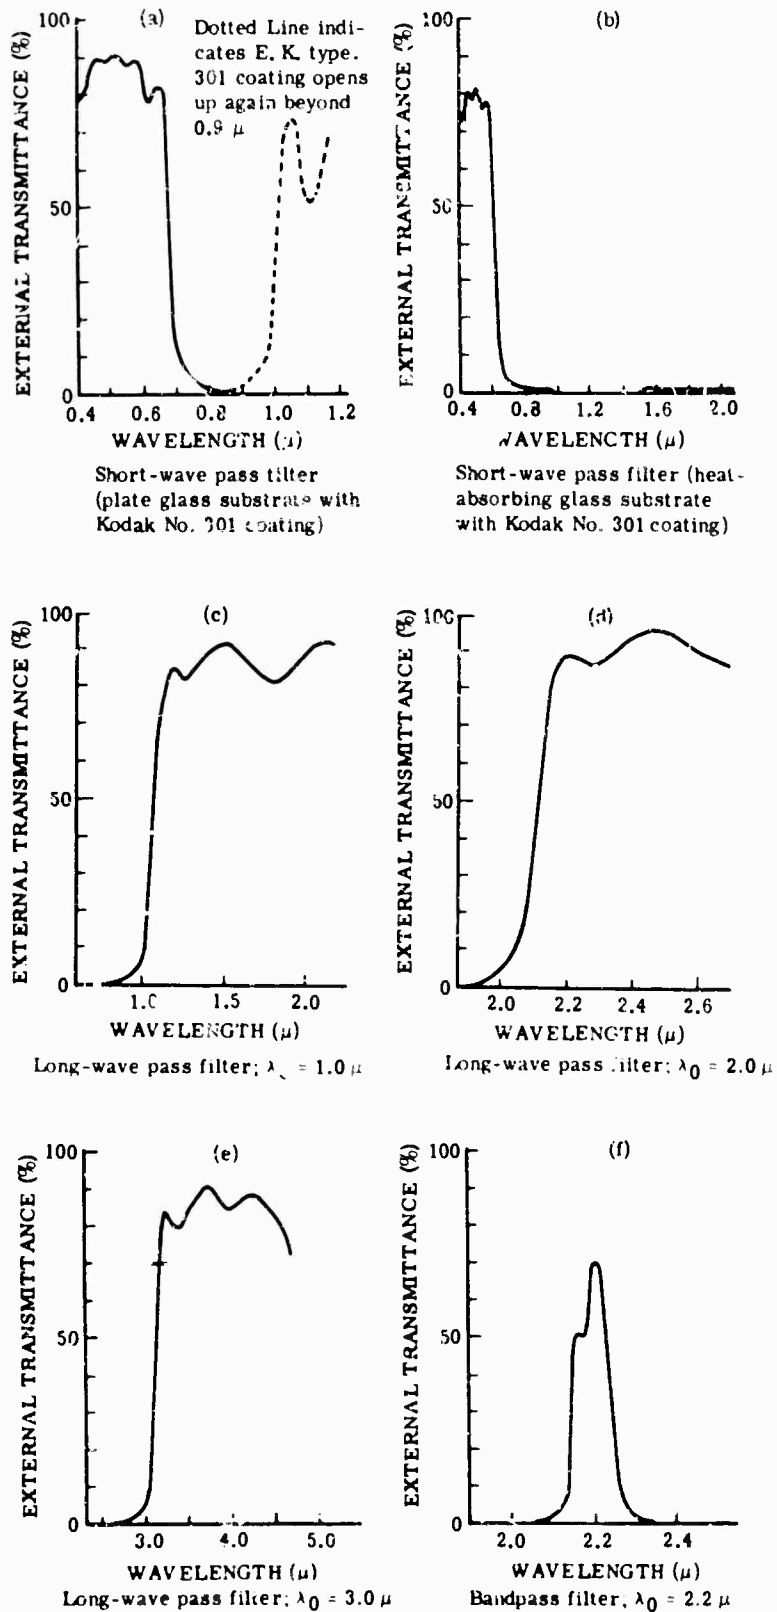 (a)
Dotted Line indi-
cates E. K. type.
301 coating opens
up again beyond
0.9 μ
EXTERNAL TRANSMITTANCE (%)
100
50
0
0.4 0.6 0.8 1.0 1.2
WAVELENGTH (μ)
Short-wave pass filter
(plate glass substrate with
Kodak No. 301 coating)
(b)
EXTERNAL TRANSMITTANCE (%)
100
50
0
0.4 0.8 1.2 1.6 2.0
WAVELENGTH (μ)
Short-wave pass filter (heat-
absorbing glass substrate
with Kodak No. 301 coating)
(c)
EXTERNAL TRANSMITTANCE (%)
100
50
0
1.0 1.5 2.0
WAVELENGTH (μ)
Long-wave pass filter; λ = 1.0 μ
(d)
EXTERNAL TRANSMITTANCE (%)
100
50
0
2.0 2.2 2.4 2.6
WAVELENGTH (μ)
Long-wave pass filter; λ0 = 2.0 μ
(e)
EXTERNAL TRANSMITTANCE (%)
100
50
0
3.0 4.0 5.0
WAVELENGTH (μ)
Long-wave pass filter; λ0 = 3.0 μ
(f)
EXTERNAL TRANSMITTANCE (%)
100
50
0
2.0 2.2 2.4
WAVELENGTH (μ)
Bandpass filter, λ0 = 2.2 μ